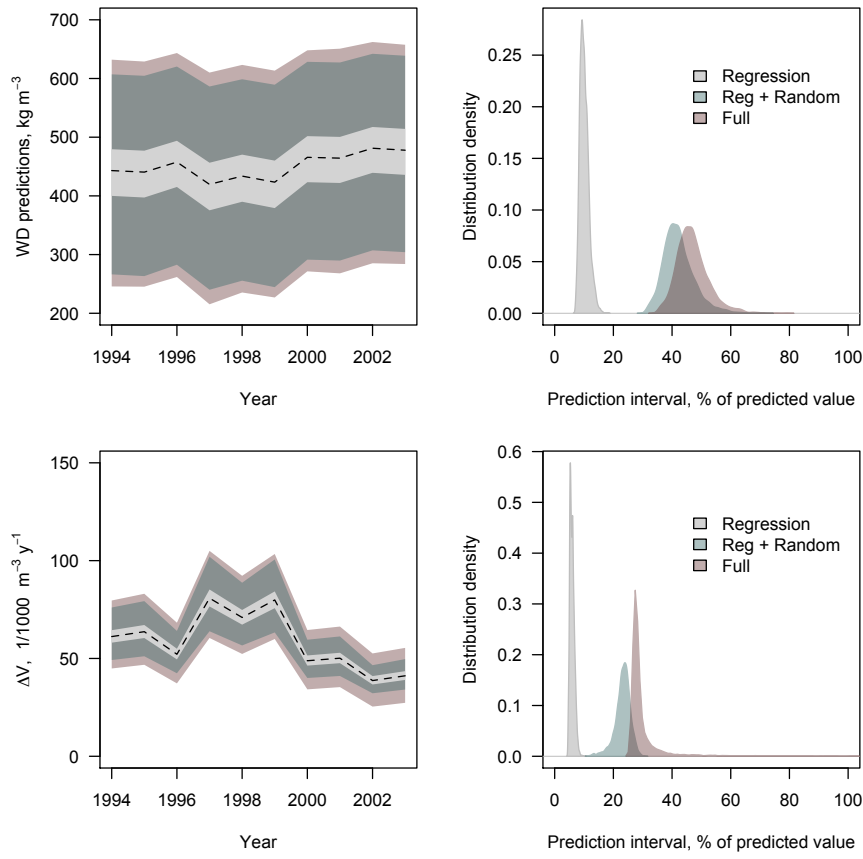 700
600
500
400
300
200
WD predictions, kg m⁻³
1994 1996 1998 2000 2002
Year
0.25
0.20
0.15
0.10
0.05
0.00
Distribution density
Regression
Reg + Random
Full
0 20 40 60 80 100
Prediction interval, % of predicted value
150
100
50
0
ΔV, 1/1000 m⁻³ y⁻¹
1994 1996 1998 2000 2002
Year
0.6
0.5
0.4
0.3
0.2
0.1
0.0
Distribution density
Regression
Reg + Random
Full
0 20 40 60 80 100
Prediction interval, % of predicted value